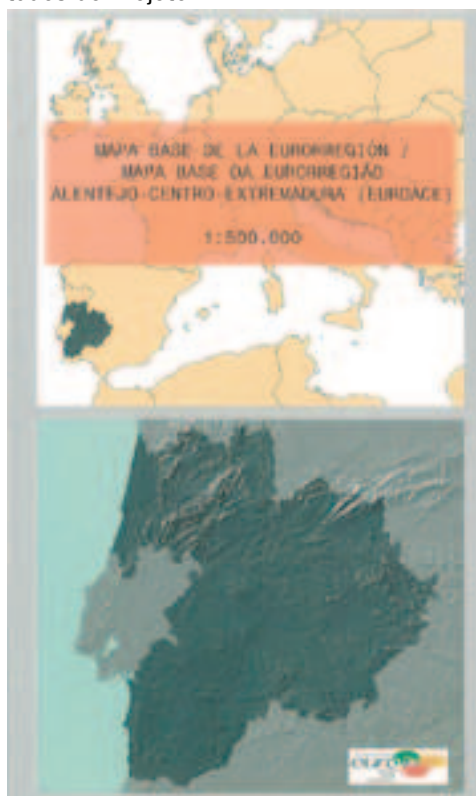 MAPA BASE DE LA EURORREGIÓN /
MAPA BASE DA EURORREGIÃO
ALENTEJO-CENTRO-EXTREMADURA (EUROACE)
1:500.000